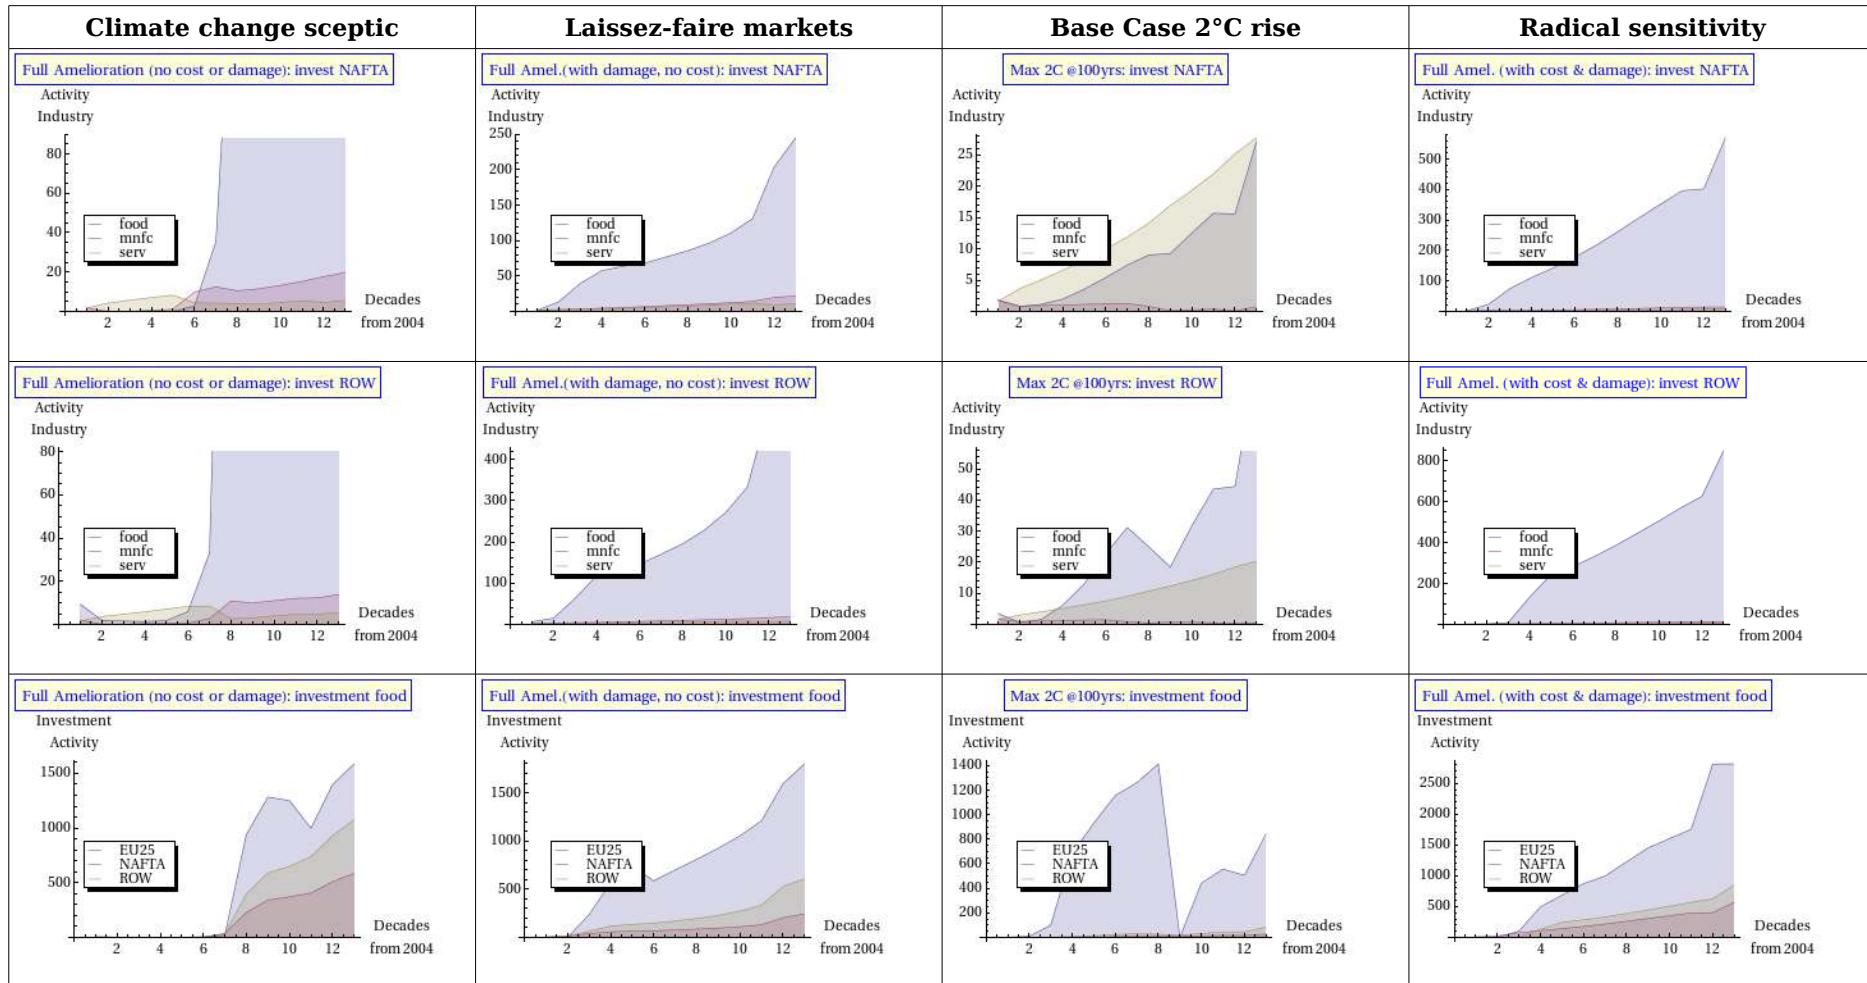 Climate change sceptic
Laissez-faire markets
Base Case 2°C rise
Radical sensitivity
Full Amelioration (no cost or damage): invest NAFTA
Activity
Industry
80
60
40
20
food
mnfc
serv
2 4 6 8 10 12
Decades
from 2004
Full Amel.(with damage, no cost): invest NAFTA
Activity
Industry
250
200
150
100
50
food
mnfc
serv
2 4 6 8 10 12
Decades
from 2004
Max 2C @100yrs: invest NAFTA
Activity
Industry
25
20
15
10
5
food
mnfc
serv
2 4 6 8 10 12
Decades
from 2004
Full Amel. (with cost & damage): invest NAFTA
Activity
Industry
500
400
300
200
100
food
mnfc
serv
2 4 6 8 10 12
Decades
from 2004
Full Amelioration (no cost or damage): invest ROW
Activity
Industry
80
60
40
20
food
mnfc
serv
2 4 6 8 10 12
Decades
from 2004
Full Amel.(with damage, no cost): invest ROW
Activity
Industry
400
300
200
100
food
mnfc
serv
2 4 6 8 10 12
Decades
from 2004
Max 2C @100yrs: invest ROW
Activity
Industry
50
40
30
20
10
food
mnfc
serv
2 4 6 8 10 12
Decades
from 2004
Full Amel. (with cost & damage): invest ROW
Activity
Industry
800
600
400
200
food
mnfc
serv
2 4 6 8 10 12
Decades
from 2004
Full Amelioration (no cost or damage): investment food
Investment
Activity
1500
1000
500
EU25
NAFTA
ROW
2 4 6 8 10 12
Decades
from 2004
Full Amel.(with damage, no cost): investment food
Investment
Activity
1500
1000
500
EU25
NAFTA
ROW
2 4 6 8 10 12
Decades
from 2004
Max 2C @100yrs: investment food
Investment
Activity
1400
1200
1000
800
600
400
200
EU25
NAFTA
ROW
2 4 6 8 10 12
Decades
from 2004
Full Amel. (with cost & damage): investment food
Investment
Activity
2500
2000
1500
1000
500
EU25
NAFTA
ROW
2 4 6 8 10 12
Decades
from 2004